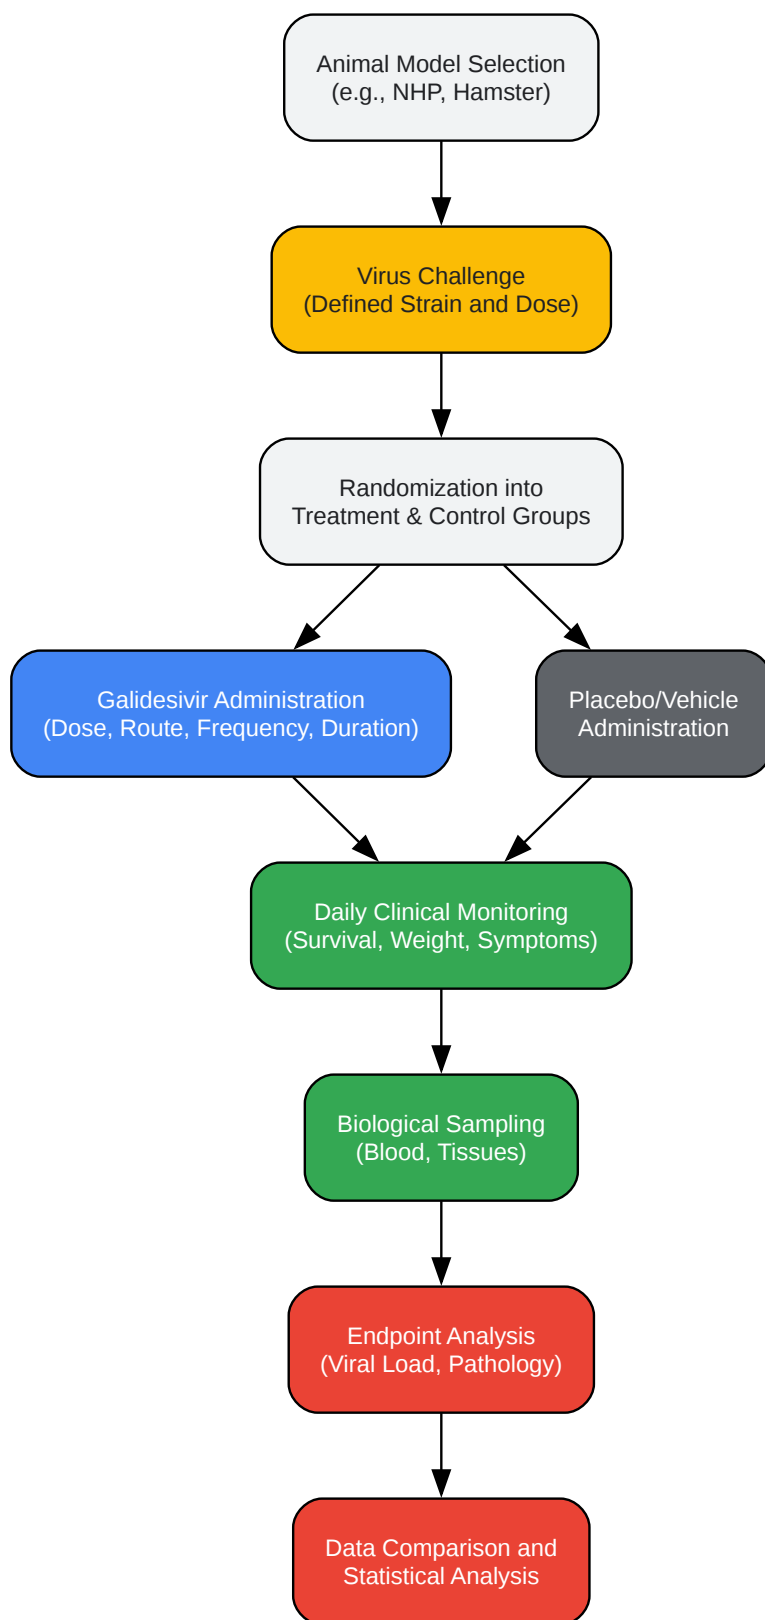 Animal Model Selection
(e.g., NHP, Hamster)
Virus Challenge
(Defined Strain and Dose)
Randomization into
Treatment & Control Groups
Galidesivir Administration
(Dose, Route, Frequency, Duration)
Placebo/Vehicle
Administration
Daily Clinical Monitoring
(Survival, Weight, Symptoms)
Biological Sampling
(Blood, Tissues)
Endpoint Analysis
(Viral Load, Pathology)
Data Comparison and
Statistical Analysis